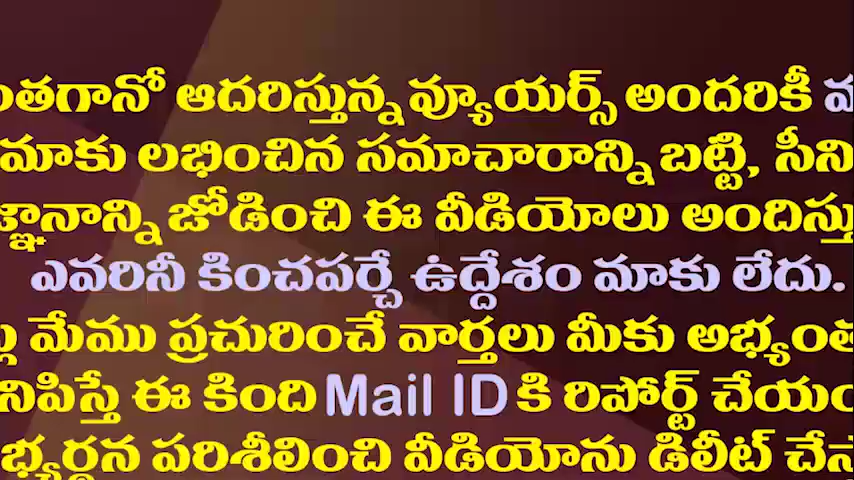 ంతగానో ఆదరిస్తున్న వ్యూయర్స్ అందరికీ
మాకు లభించిన సమాచారాన్ని బట్టి, సీని
జ్ఞానాన్ని జోడించి ఈ వీడియోలు అందిస్తు
ఎవరినీ కించపర్చే ఉద్దేశం మాకు లేదు.
ల్లు మేము ప్రచురించే వార్తలు మీకు అభ్యంత
నిపిస్తే ఈ కింది Mail ID కి రిపోర్ట్ చేయం
భ్యర్థన పరిశీలించి వీడియోను డిలీట్ చేస